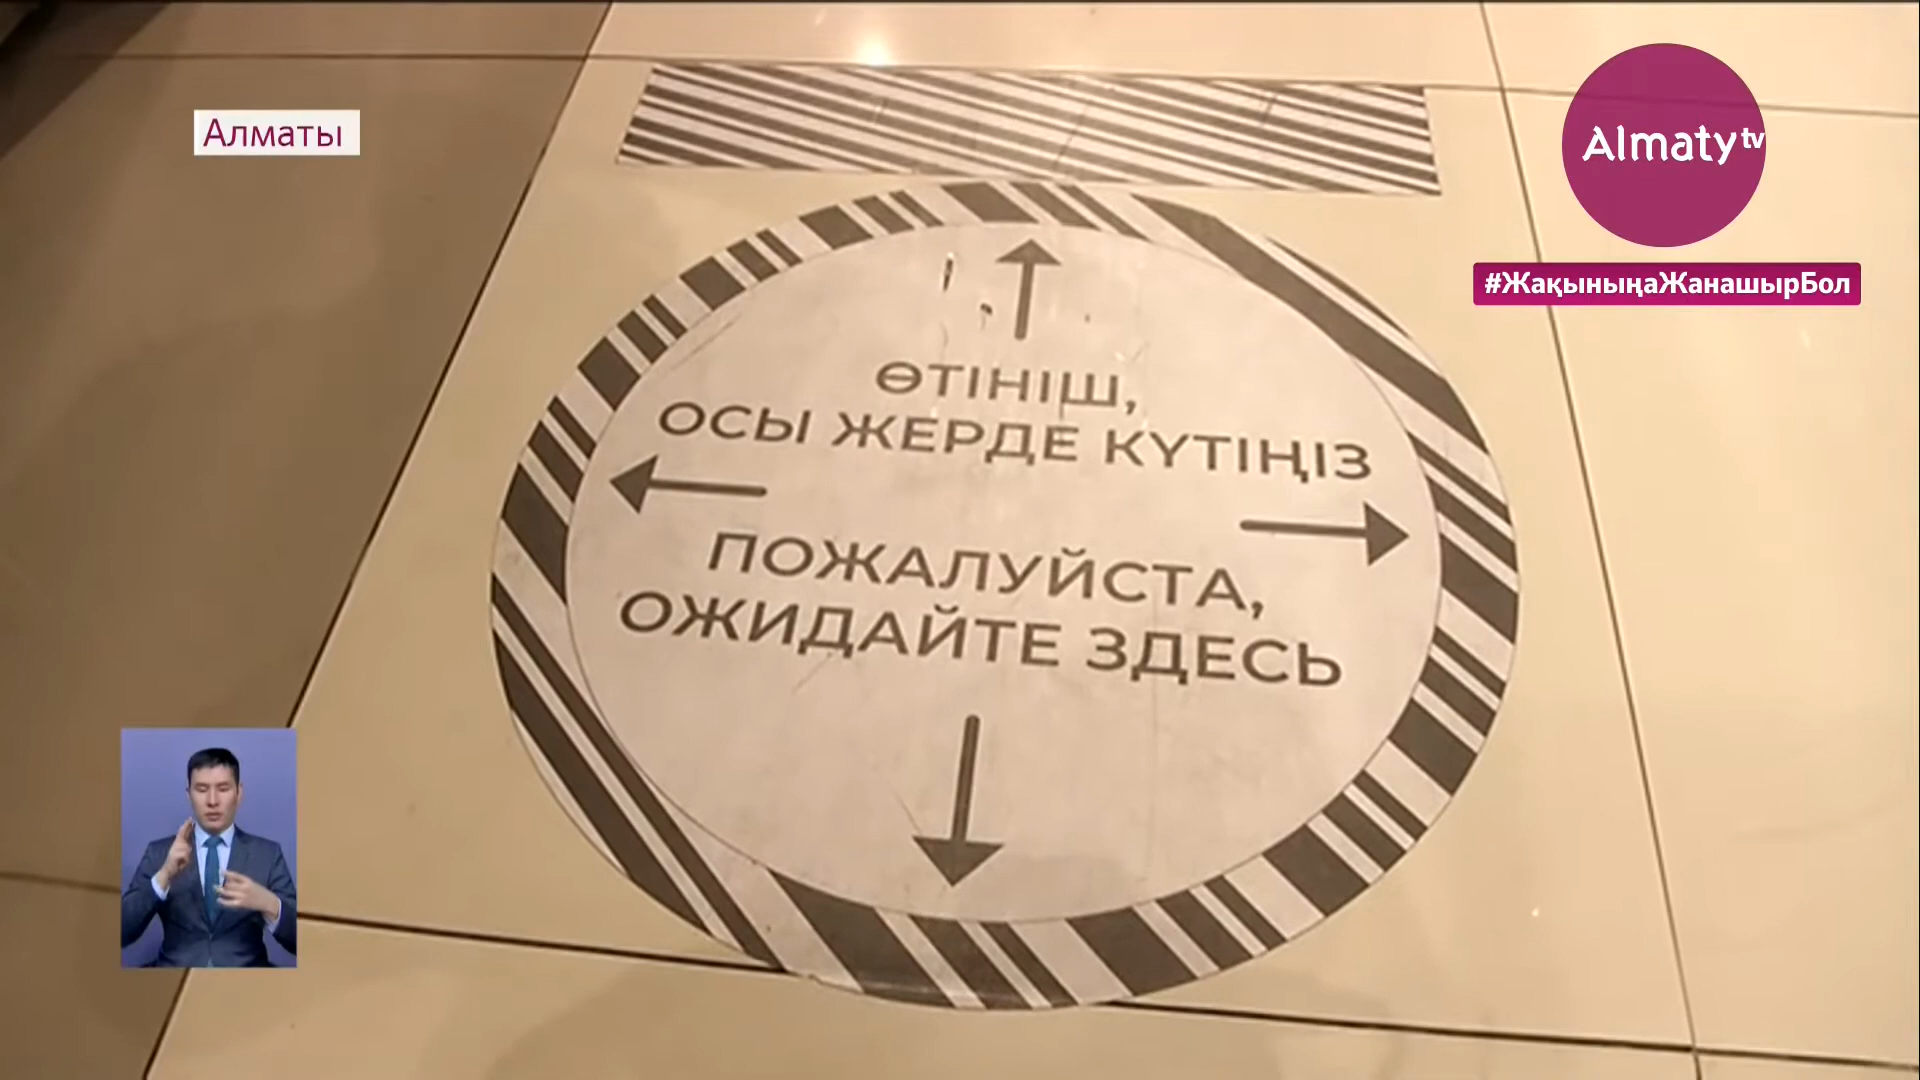 Алматы
Almaty tv
#ЖақыныңаЖанашырБол
ӨТІНІШ,
ОСЫ ЖЕРДЕ КҮТІҢІЗ
ПОЖАЛУЙСТА,
ОЖИДАЙТЕ ЗДЕСЬ